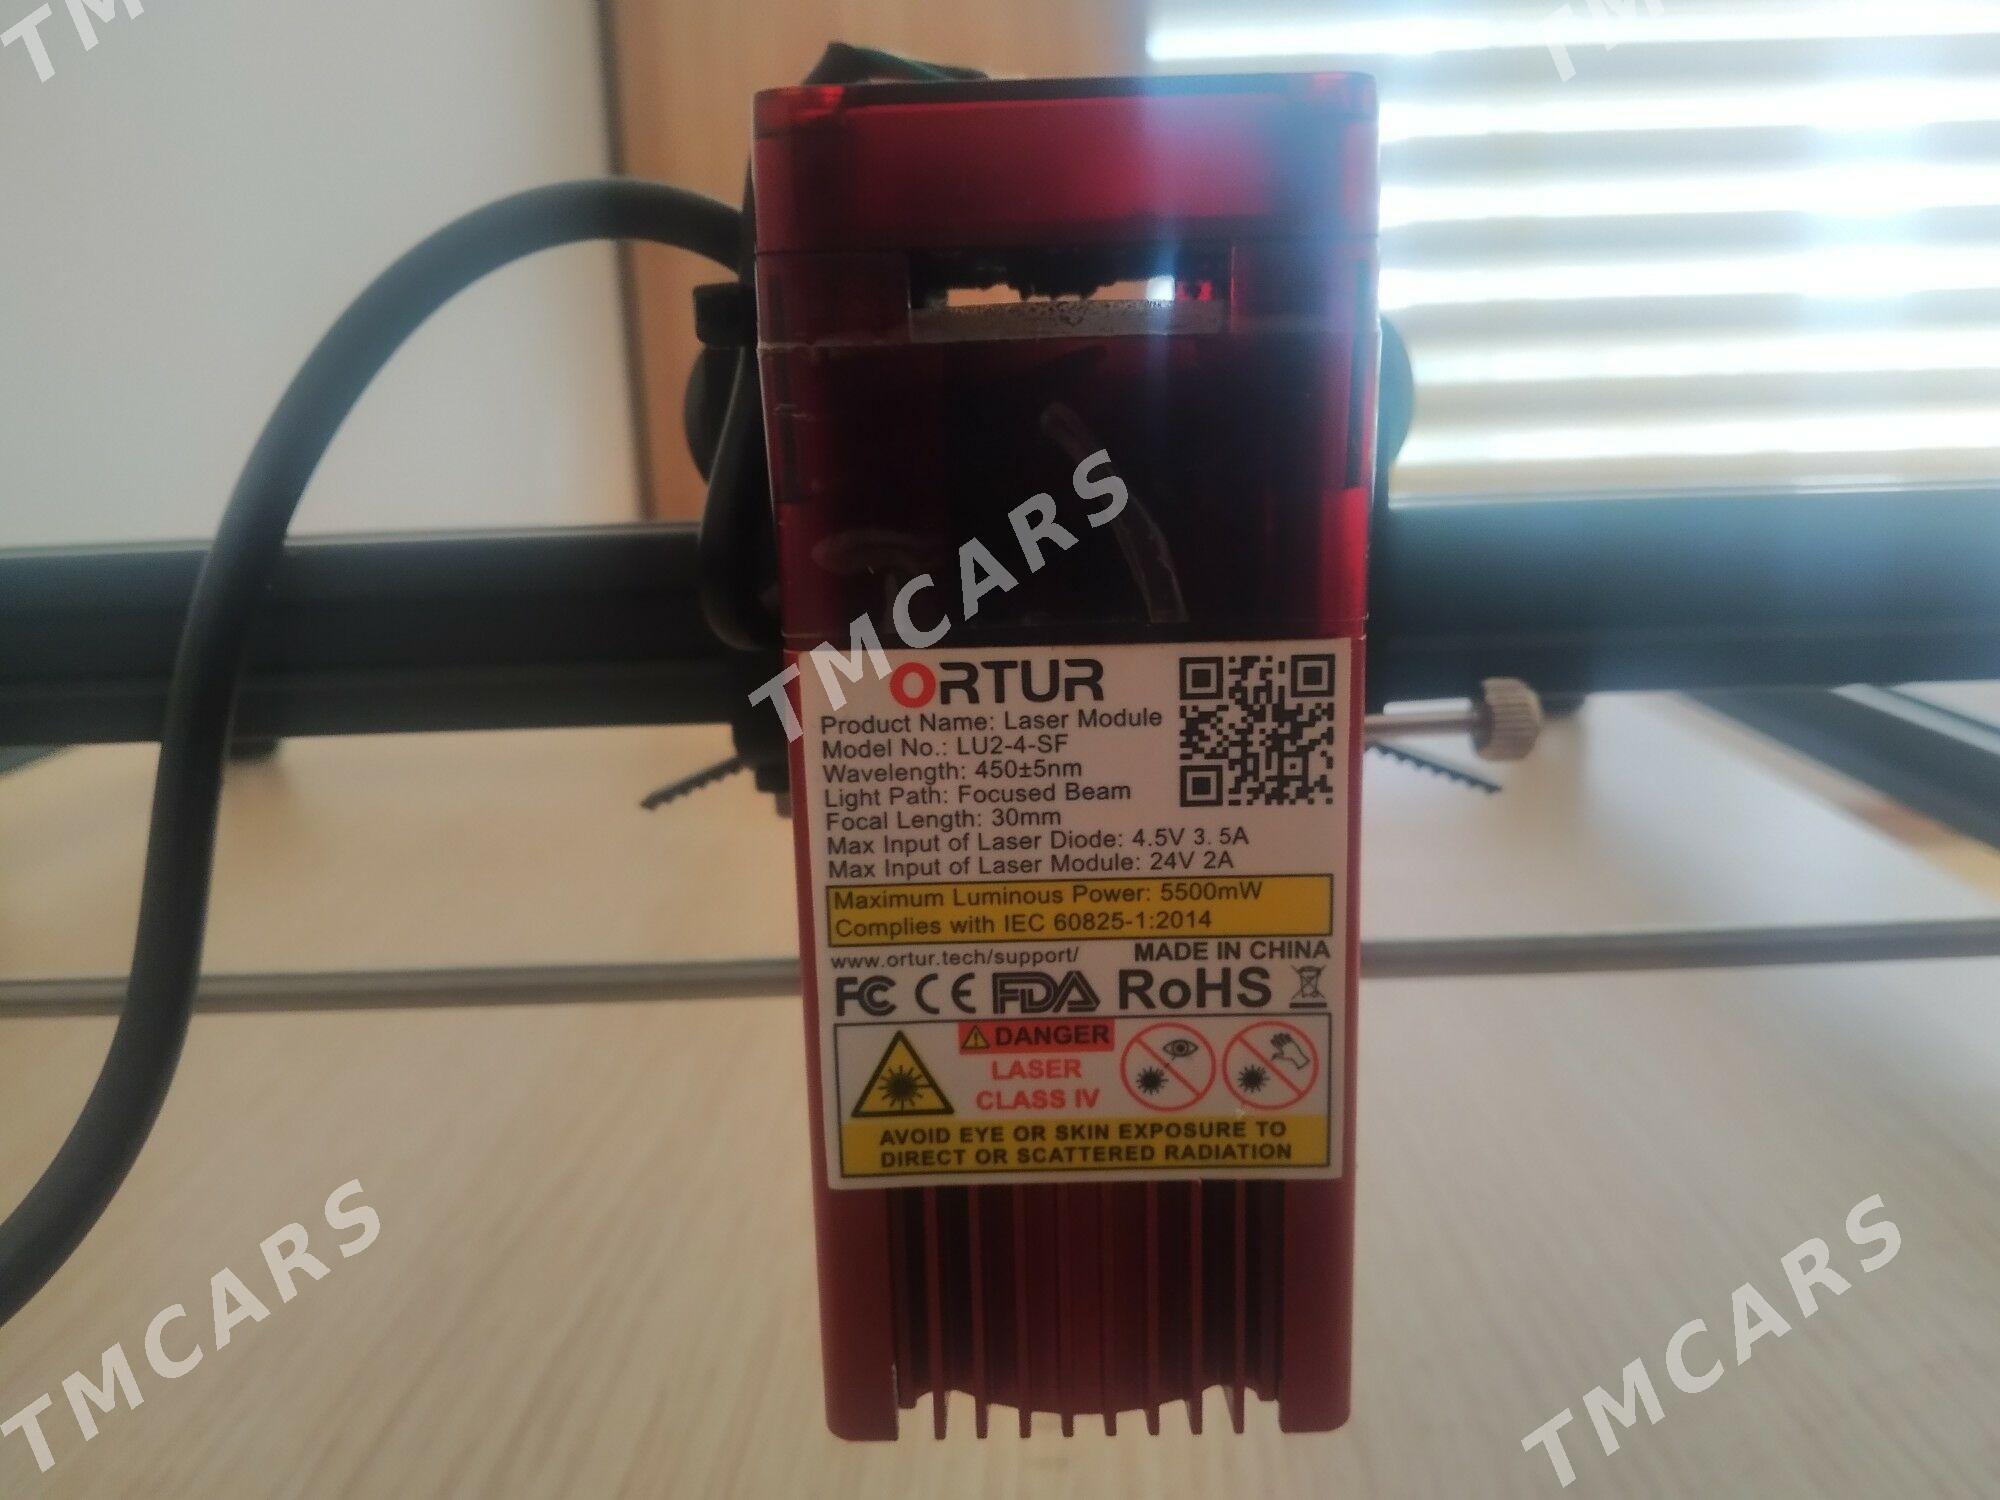 TMCARS
TMCARS
ORTUR
Product Name: Laser Module
Model No.: LU2-4-SF
Wavelength: 450±5nm
Light Path: Focused Beam
Focal Length: 30mm
Max Input of Laser Diode: 4.5V 3.5A
Max Input of Laser Module: 24V 2A
Maximum Luminous Power: 5500mW
Complies with IEC 60825-1:2014
www.ortur.tech/support/ MADE IN CHINA
FC CE FDA RoHS
DANGER
LASER
CLASS IV
AVOID EYE OR SKIN EXPOSURE TO
DIRECT OR SCATTERED RADIATION
TMCARS
TMCARS